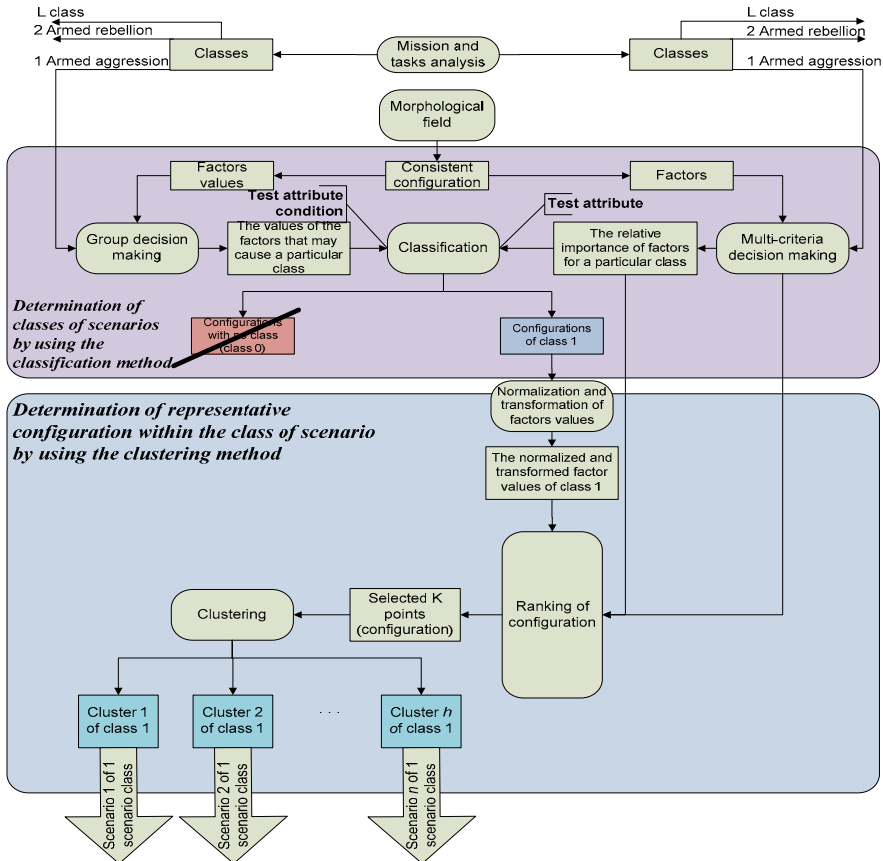 L class
2 Armed rebellion
1 Armed aggression
Classes
Mission and
tasks analysis
Classes
L class
2 Armed rebellion
1 Armed aggression
Morphological
field
Factors
values
Consistent
configuration
Factors
Test attribute
condition
Test attribute
Group decision
making
The values of the
factors that may
cause a particular
class
Classification
The relative
importance of factors
for a particular class
Multi-criteria
decision making
Determination of
classes of scenarios
by using the
classification method
Configurations
with no class
(class 0)
Configurations
of class 1
Normalization and
transformation of
factors values
Determination of representative
configuration within the class of scenario
by using the clustering method
The normalized and
transformed factor
values of class 1
Ranking of
configuration
Selected K
points
(configuration)
Clustering
Cluster 1
of class 1
Cluster 2
of class 1
. . .
Cluster h
of class 1
Scenario 1 of 1
scenario class
Scenario 2 of 1
scenario class
Scenario n of 1
scenario class